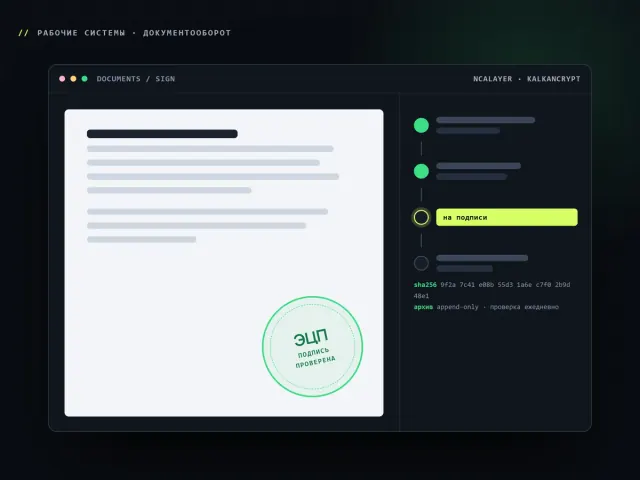 // РАБОЧИЕ СИСТЕМЫ · ДОКУМЕНТООБОРОТ
DOCUMENTS / SIGN
NCALAYER · KALKANCRYPT
на подписи
sha256 9f2a 7c41 e08b 55d3 1a6e c7f0 2b9d
48e1
архив append-only · проверка ежедневно
ЭЦП
ПОДПИСЬ
ПРОВЕРЕНА